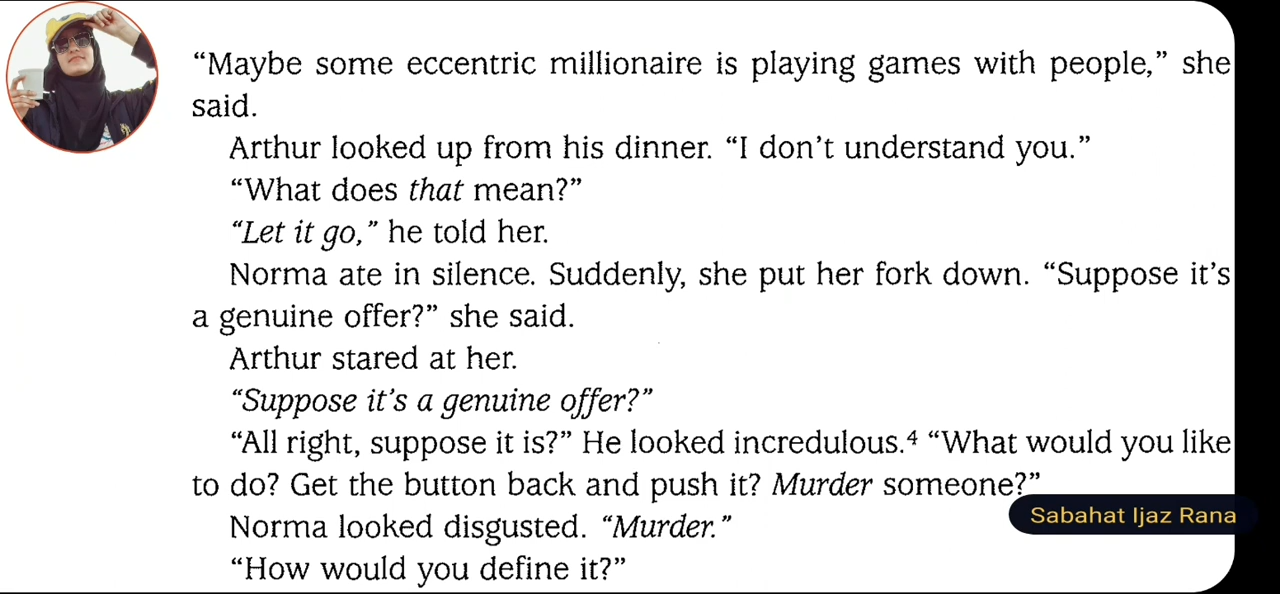 “Maybe some eccentric millionaire is playing games with people,” she
said.
Arthur looked up from his dinner. “I don’t understand you.”
“What does that mean?”
“Let it go,” he told her.
Norma ate in silence. Suddenly, she put her fork down. “Suppose it’s
a genuine offer?” she said.
Arthur stared at her.
“Suppose it’s a genuine offer?”
“All right, suppose it is?” He looked incredulous.⁴ “What would you like
to do? Get the button back and push it? Murder someone?”
Sabahat Ijaz Rana
Norma looked disgusted. “Murder.”
“How would you define it?”